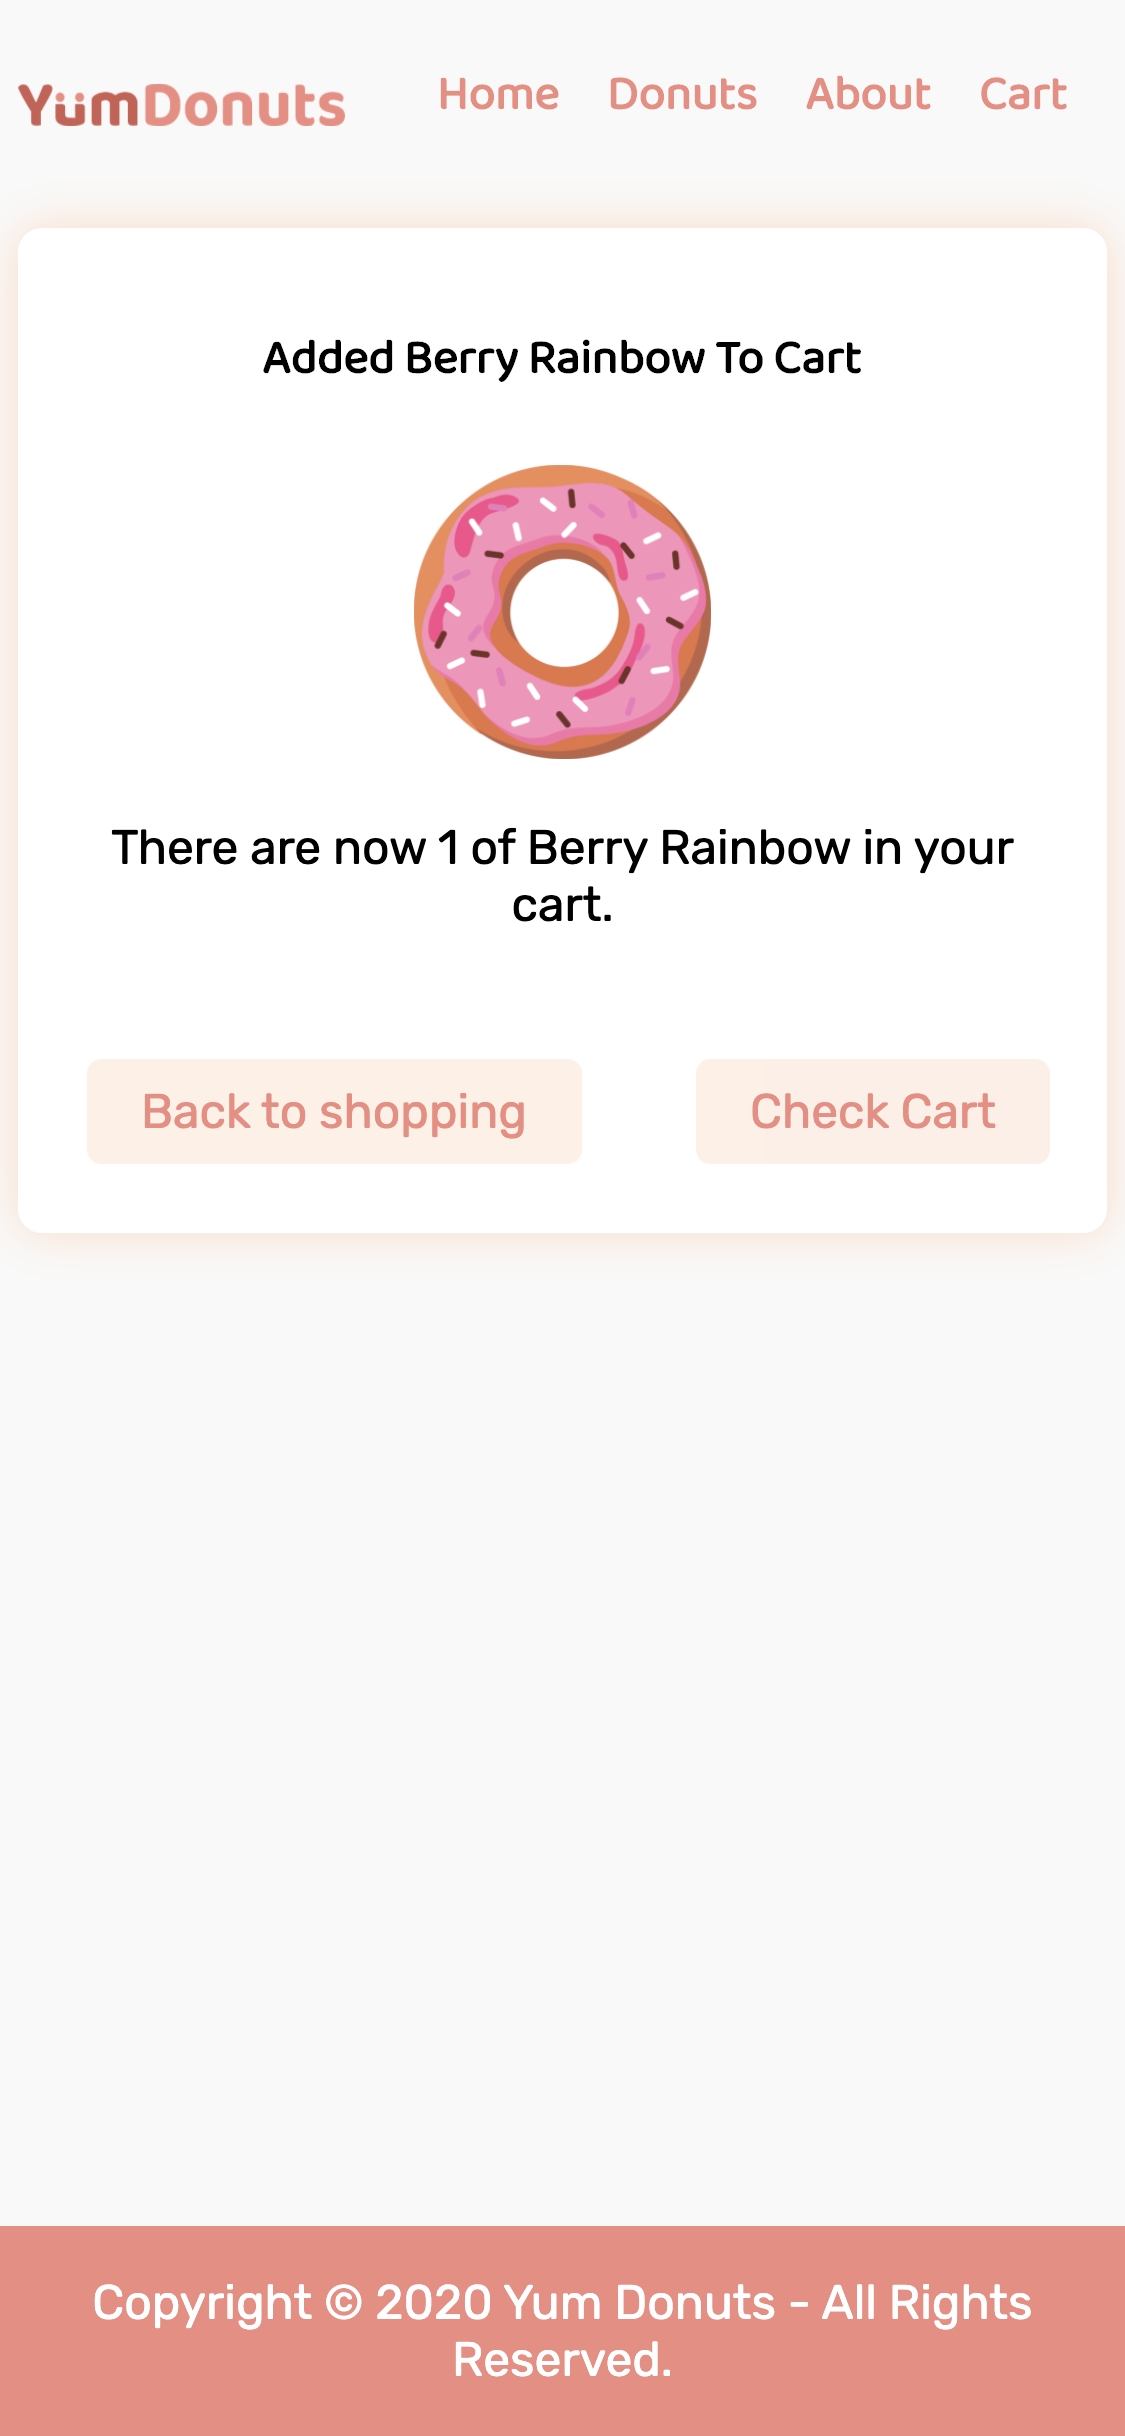 YümDonuts
Home Donuts About Cart
Added Berry Rainbow To Cart
There are now 1 of Berry Rainbow in your
cart.
Back to shopping
Check Cart
Copyright © 2020 Yum Donuts - All Rights
Reserved.